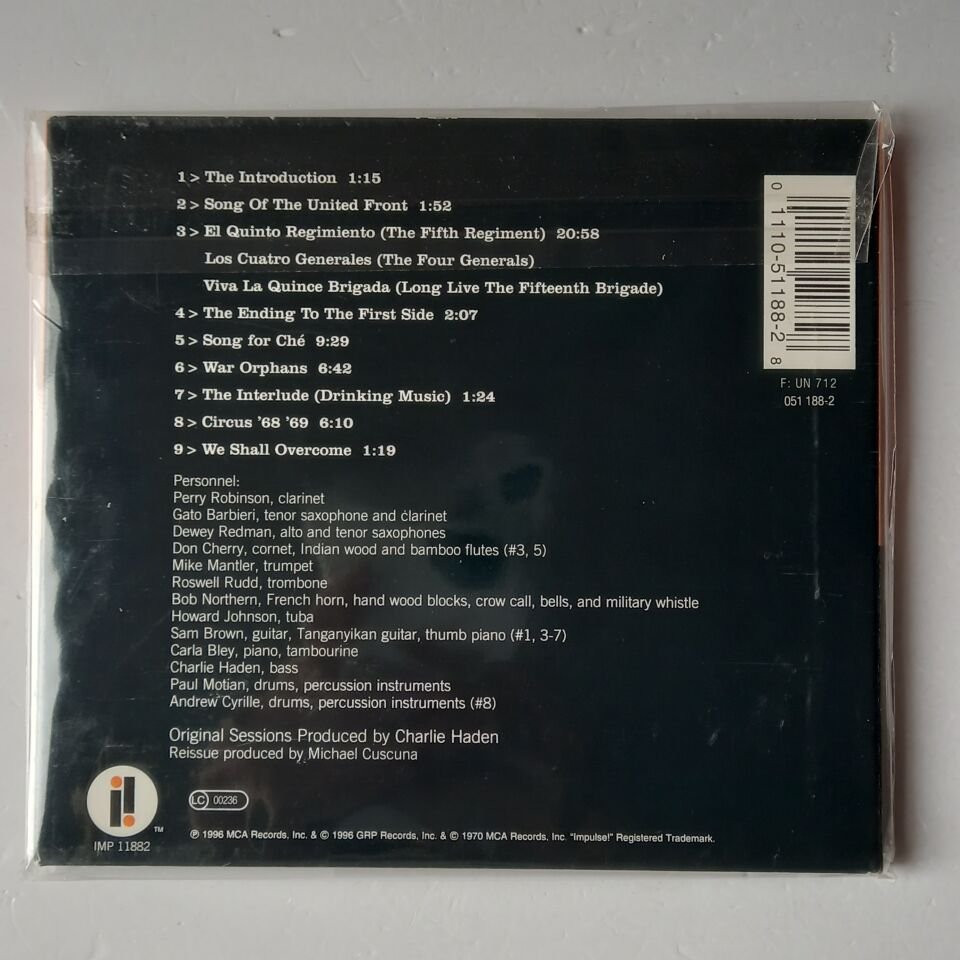 1 > The Introduction 1:15
2 > Song Of The United Front 1:52
3 > El Quinto Regimiento (The Fifth Regiment) 20:58
Los Cuatro Generales (The Four Generals)
Viva La Quince Brigada (Long Live The Fifteenth Brigade)
4 > The Ending To The First Side 2:07
5 > Song for Ché 9:29
6 > War Orphans 6:42
7 > The Interlude (Drinking Music) 1:24
8 > Circus '68 '69 6:10
9 > We Shall Overcome 1:19
Personnel:
Perry Robinson, clarinet
Gato Barbieri, tenor saxophone and clarinet
Dewey Redman, alto and tenor saxophones
Don Cherry, cornet, Indian wood and bamboo flutes (#3, 5)
Mike Mantler, trumpet
Roswell Rudd, trombone
Bob Northern, French horn, hand wood blocks, crow call, bells, and military whistle
Howard Johnson, tuba
Sam Brown, guitar, Tanganyikan guitar, thumb piano (#1, 3-7)
Carla Bley, piano, tambourine
Charlie Haden, bass
Paul Motian, drums, percussion instruments
Andrew Cyrille, drums, percussion instruments (#8)
Original Sessions Produced by Charlie Haden
Reissue produced by Michael Cuscuna
0 1110-51188-2 8
F: UN 712
051 188-2
i!
TM
IMP 11882
LC 00236
℗ 1996 MCA Records, Inc. & © 1996 GRP Records, Inc. & © 1970 MCA Records, Inc. "Impulse!" Registered Trademark.